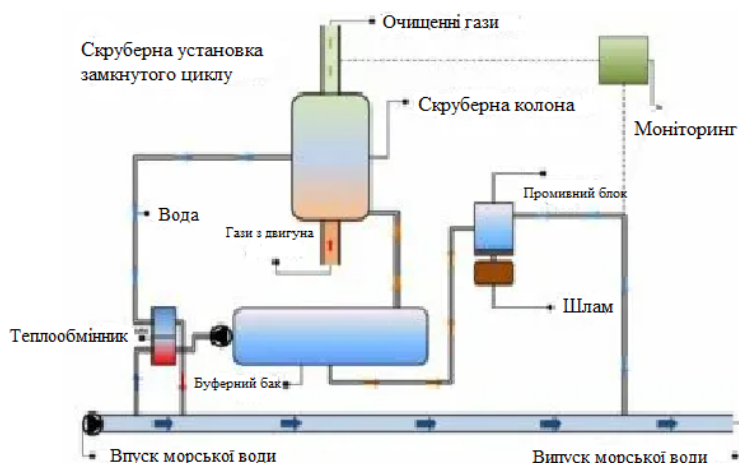 Очищенні гази
Скруберна установка
замкнутого циклу
Скруберна колона
Моніторинг
Промивний блок
Вода
Гази з двигуна
Шлам
Теплообмінник
Буферний бак
Впуск морської води
Випуск морської води